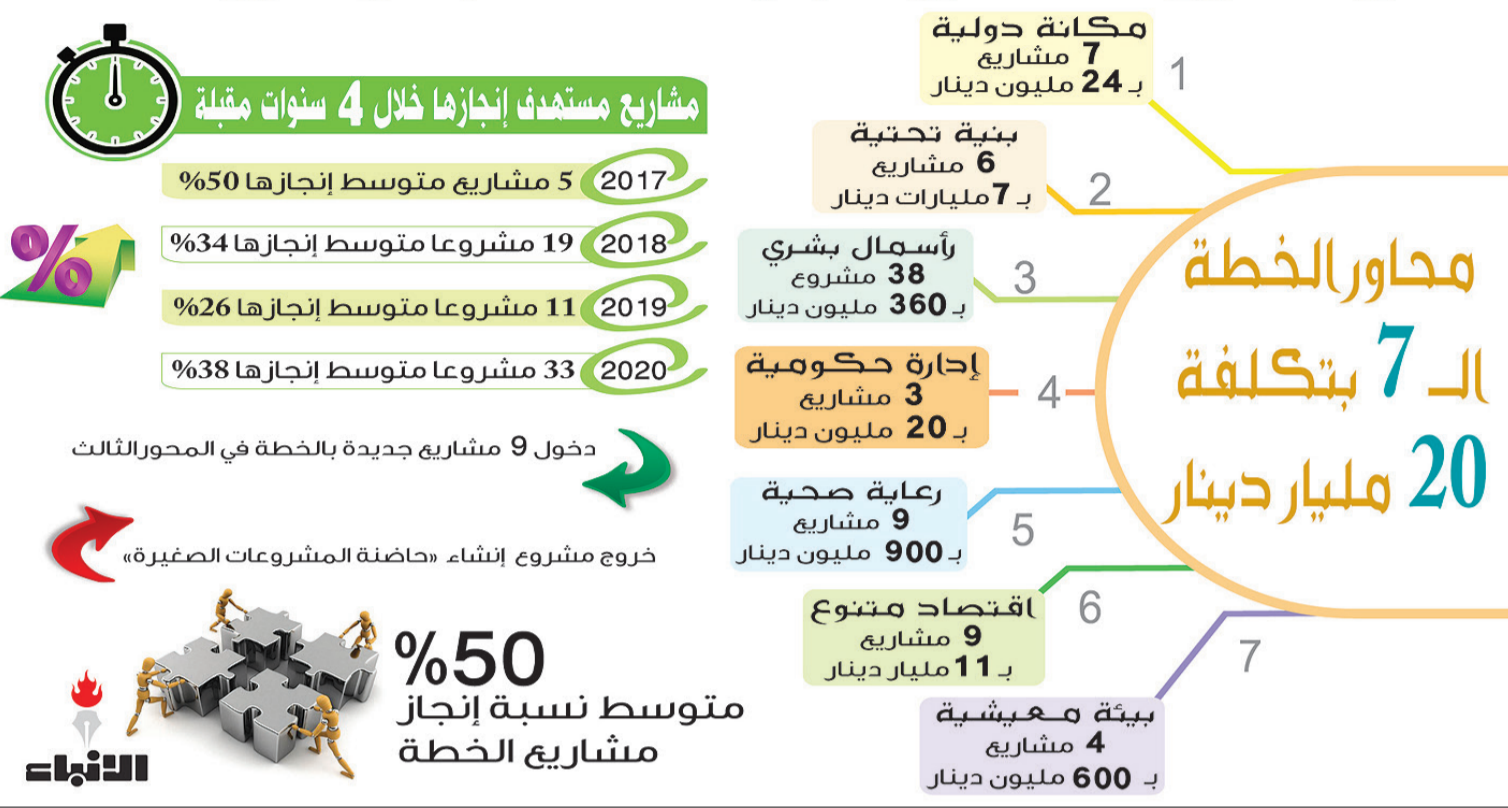 محاور الخطة
الـ 7 بتكلفة
20 مليار دينار
1
مكانة دولية
7 مشاريع
بـ 24 مليون دينار
2
بنية تحتية
6 مشاريع
بـ 7 مليارات دينار
3
رأسمال بشري
38 مشروع
بـ 360 مليون دينار
4
إدارة حكومية
3 مشاريع
بـ 20 مليون دينار
5
رعاية صحية
9 مشاريع
بـ 900 مليون دينار
6
اقتصاد متنوع
9 مشاريع
بـ 11 مليار دينار
7
بيئة معيشية
4 مشاريع
بـ 600 مليون دينار
مشاريع مستهدف إنجازها خلال 4 سنوات مقبلة
2017 5 مشاريع متوسط إنجازها 50%
2018 19 مشروعا متوسط إنجازها 34%
2019 11 مشروعا متوسط إنجازها 26%
2020 33 مشروعا متوسط إنجازها 38%
%
دخول 9 مشاريع جديدة بالخطة في المحور الثالث
خروج مشروع إنشاء «حاضنة المشروعات الصغيرة»
%50
متوسط نسبة إنجاز
مشاريع الخطة
الأنباء